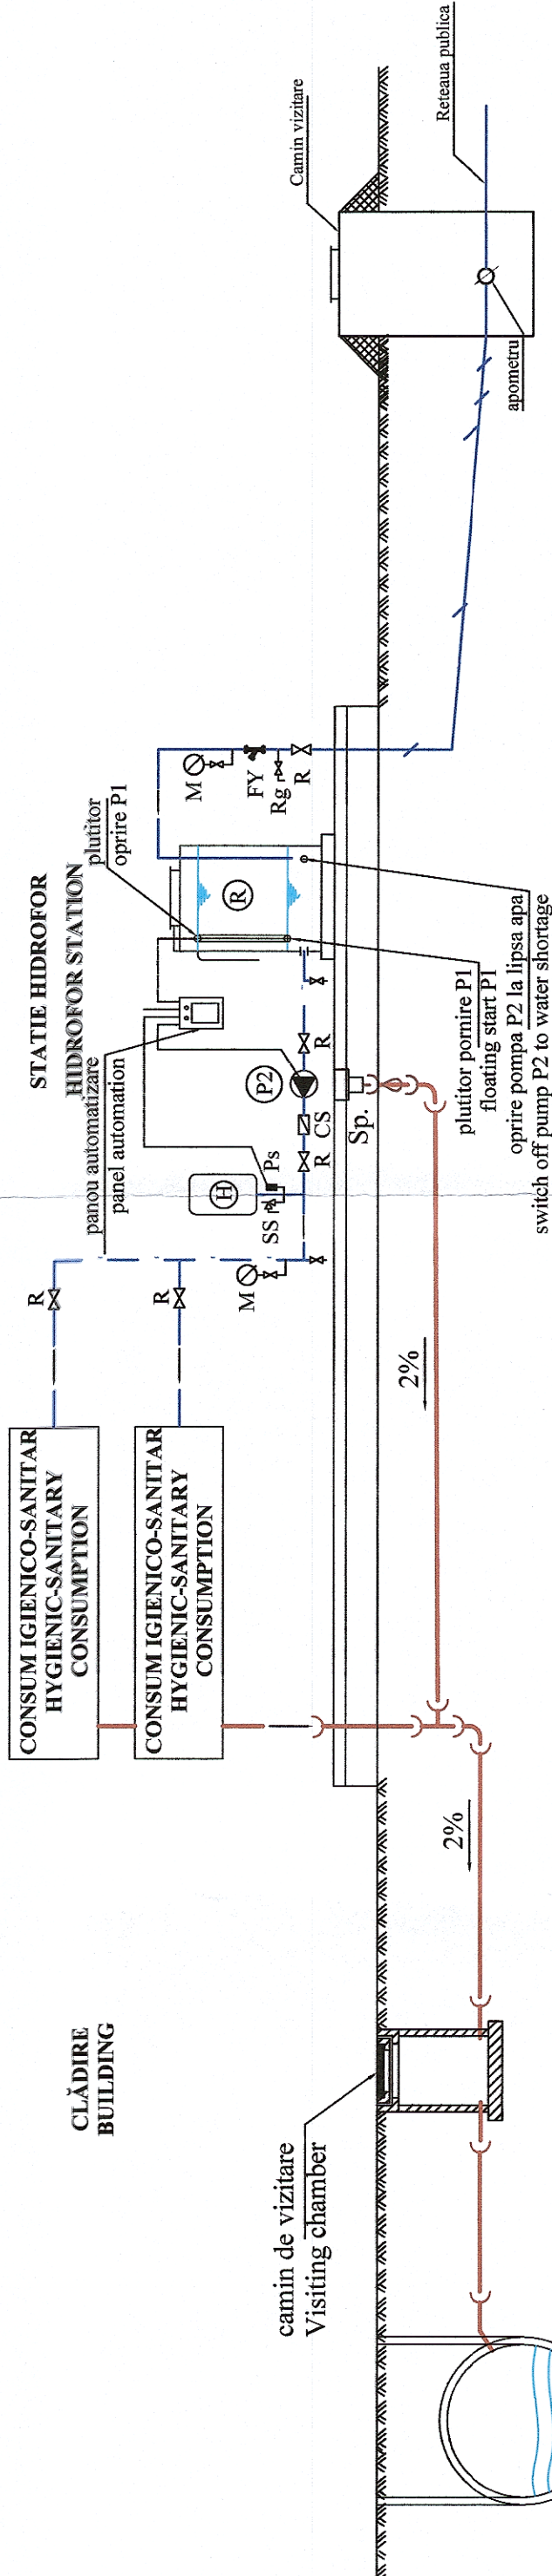 CLĂDIRE
BUILDING
camin de vizitare
Visiting chamber
CONSUM IGIENICO-SANITAR
HYGIENIC-SANITARY
CONSUMPTION
CONSUM IGIENICO-SANITAR
HYGIENIC-SANITARY
CONSUMPTION
2%
2%
R
R
M
STATIE HIDROFOR
HIDROFOR STATION
panou automatizare
panel automation
H
SS
Ps
R
CS
P2
R
Sp.
plutitor
oprire P1
R
plutitor pornire P1
floating start P1
oprire pompa P2 la lipsa apa
switch off pump P2 to water shortage
M
FY
Rg
R
Camin vizitare
apometru
Reteaua publica